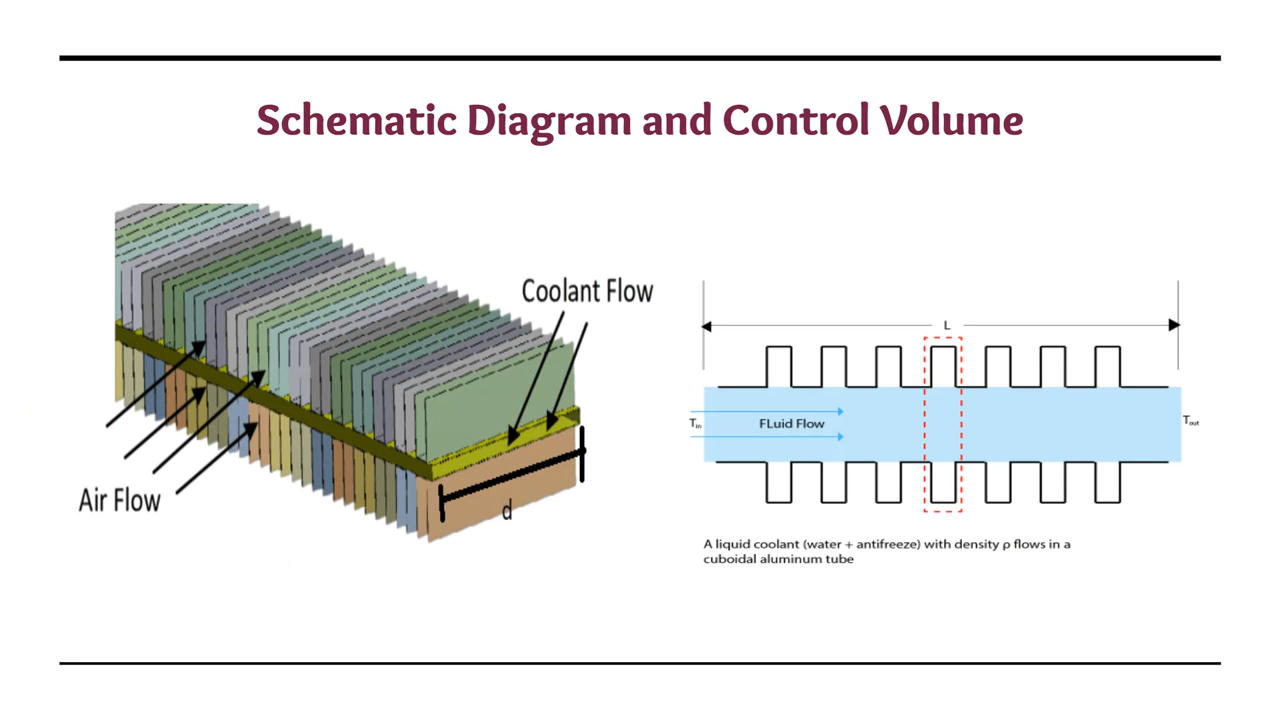 Schematic Diagram and Control Volume
Coolant Flow
Air Flow
d
L
Tin
FLuid Flow
Tout
A liquid coolant (water + antifreeze) with density ρ flows in a
cuboidal aluminum tube